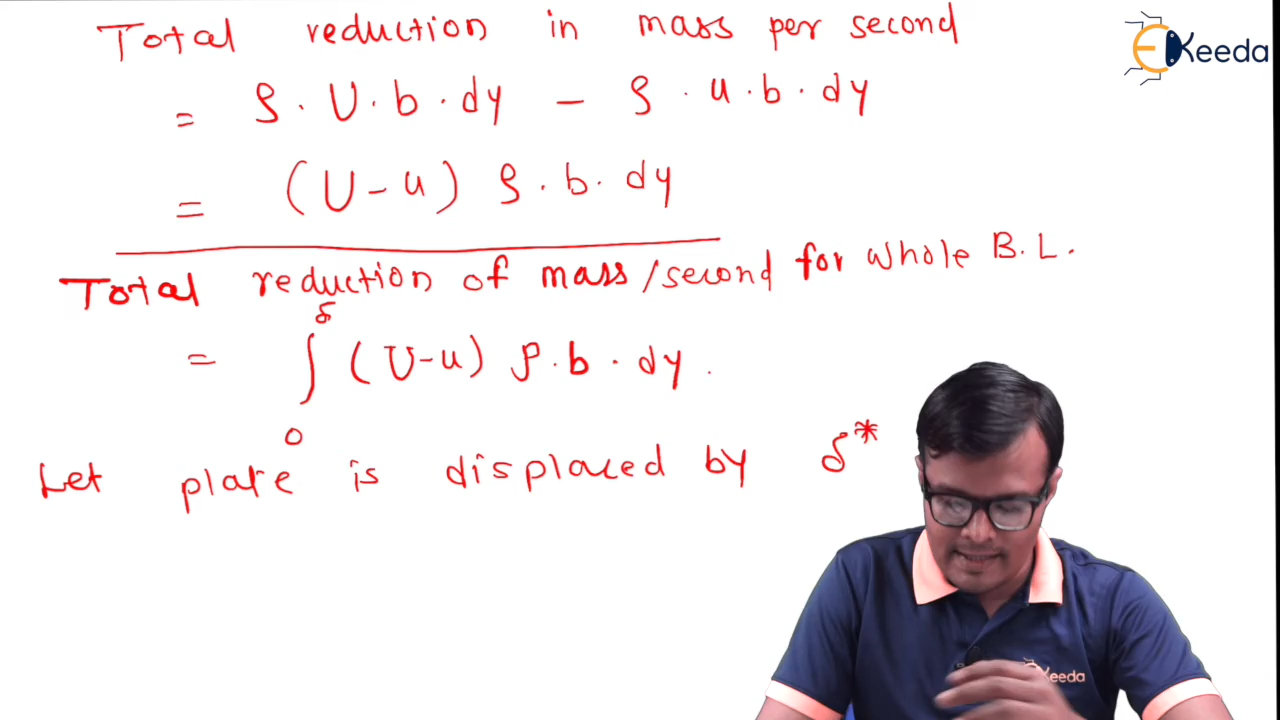 Total reduction in mass per second
EKeeda
= ρ · U · b · dy − ρ · u · b · dy
= (U − u) ρ · b · dy
Total reduction of mass/second for whole B.L.
= ∫₀^δ (U − u) ρ · b · dy .
Let plate is displaced by δ*
Keeda